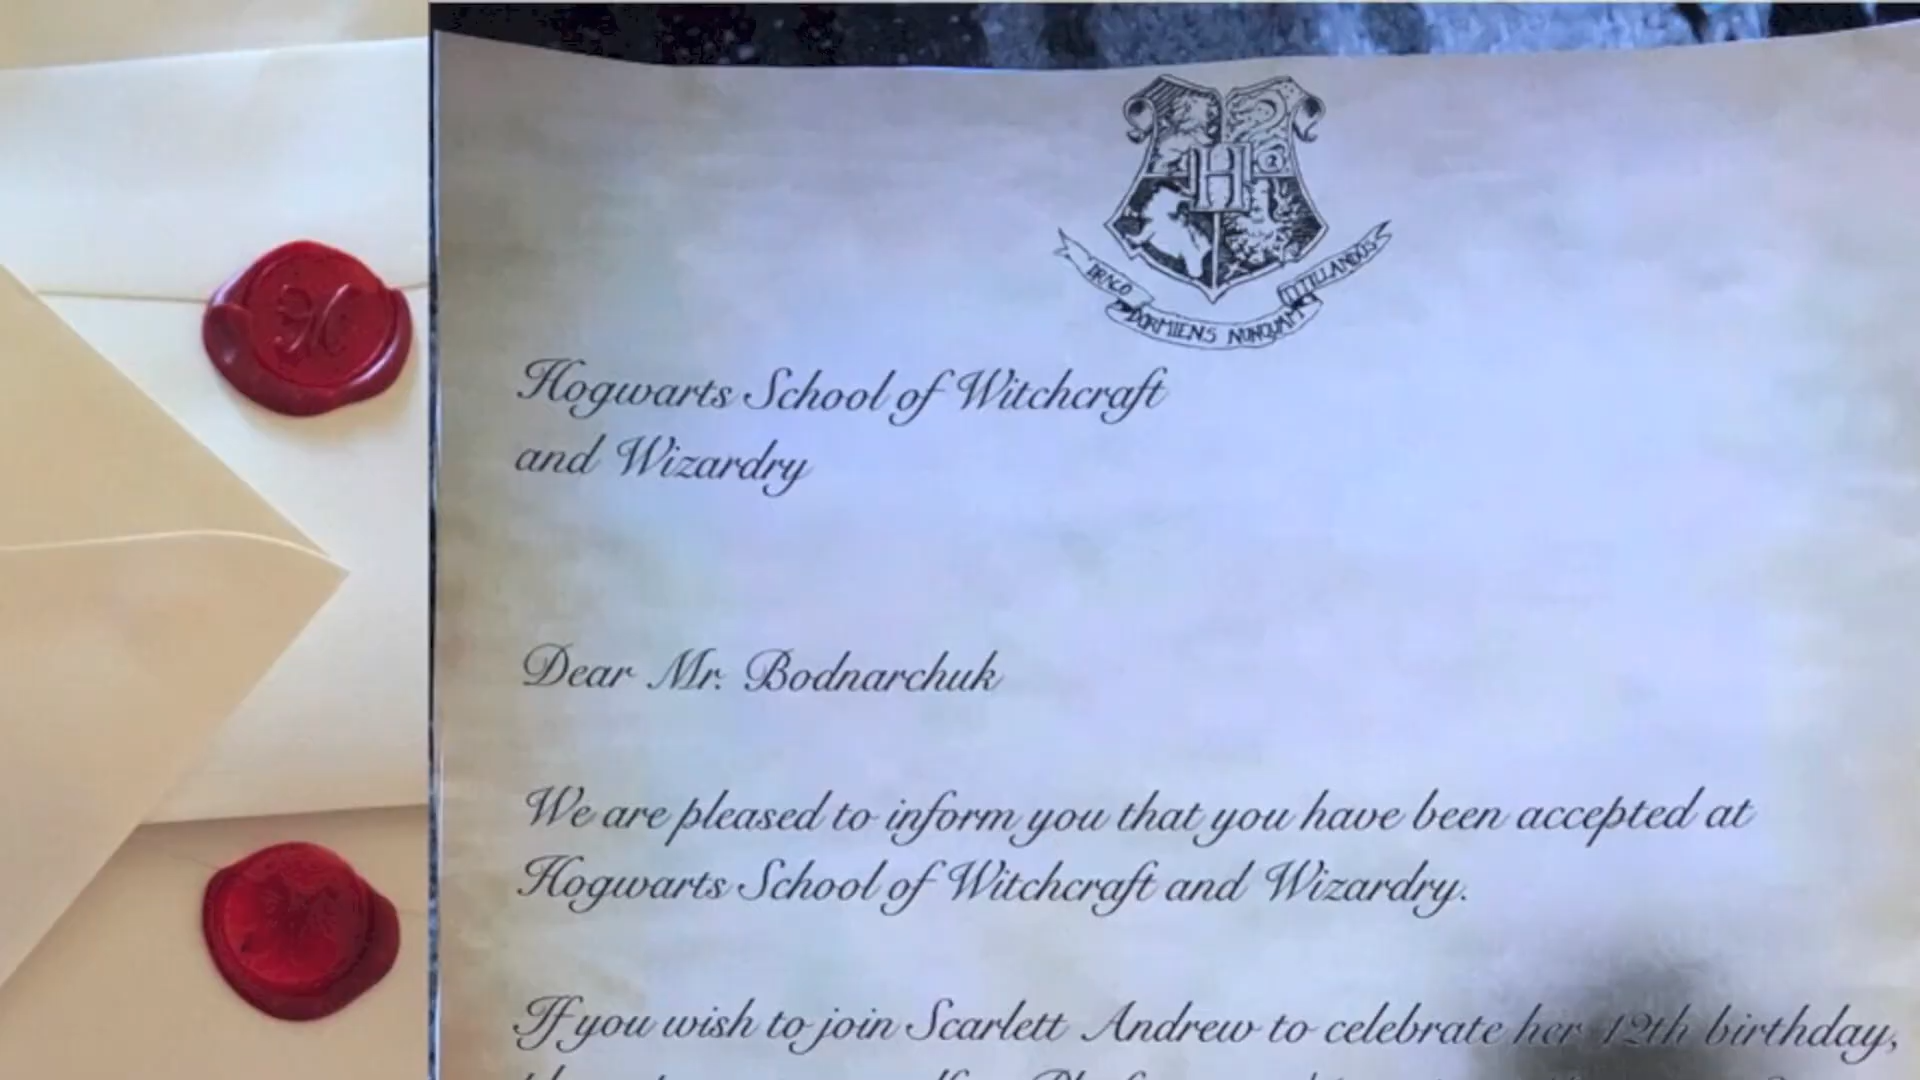 H
DRACO DORMIENS NUNQUAM TITILLANDUS
Hogwarts School of Witchcraft
and Wizardry
Dear Mr. Bodnarchuk
We are pleased to inform you that you have been accepted at
Hogwarts School of Witchcraft and Wizardry.
If you wish to join Scarlett Andrew to celebrate her 12th birthday,